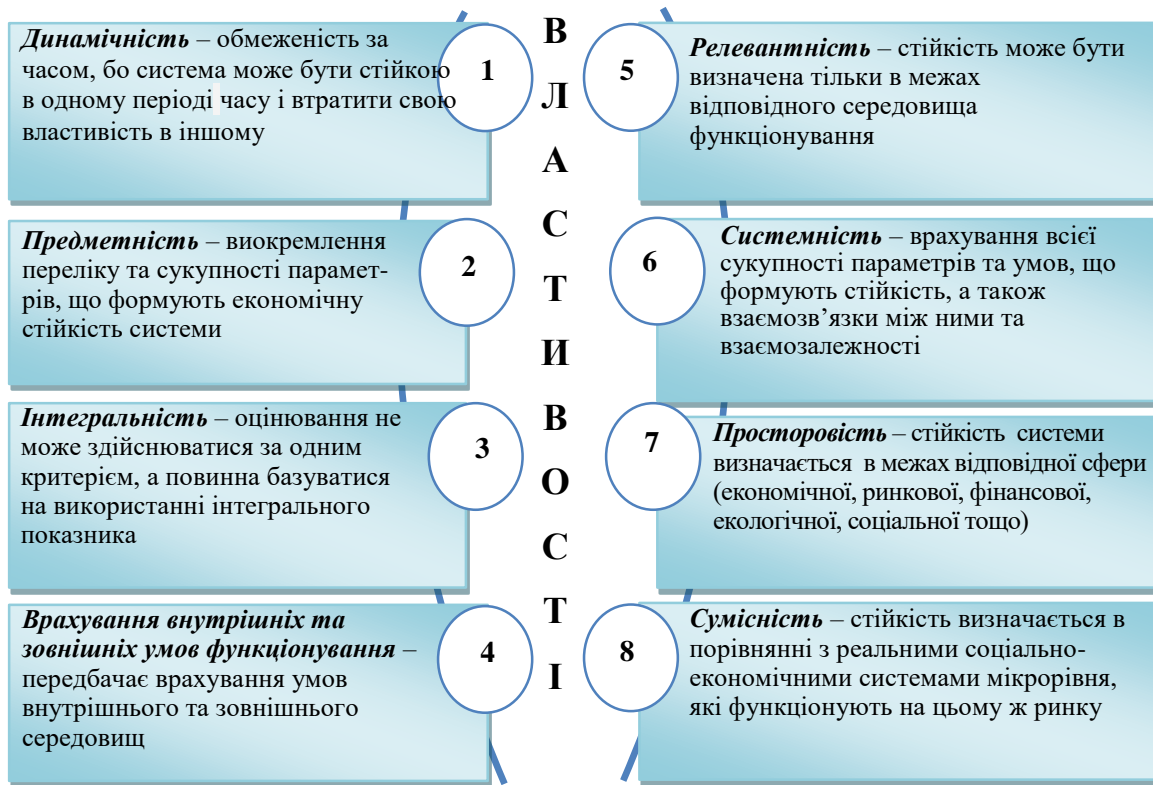 Динамічність – обмеженість за
часом, бо система може бути стійкою
в одному періоді часу і втратити свою
властивість в іншому
1
Предметність – виокремлення
переліку та сукупності парамет-
рів, що формують економічну
стійкість системи
2
Інтегральність – оцінювання не
може здійснюватися за одним
критерієм, а повинна базуватися
на використанні інтегрального
показника
3
Врахування внутрішніх та
зовнішніх умов функціонування –
передбачає врахування умов
внутрішнього та зовнішнього
середовищ
4
В
Л
А
С
Т
И
В
О
С
Т
І
5
Релевантність – стійкість може бути
визначена тільки в межах
відповідного середовища
функціонування
6
Системність – врахування всієї
сукупності параметрів та умов, що
формують стійкість, а також
взаємозв’язки між ними та
взаємозалежності
7
Просторовість – стійкість системи
визначається в межах відповідної сфери
(економічної, ринкової, фінансової,
екологічної, соціальної тощо)
8
Сумісність – стійкість визначається в
порівнянні з реальними соціально-
економічними системами мікрорівня,
які функціонують на цьому ж ринку